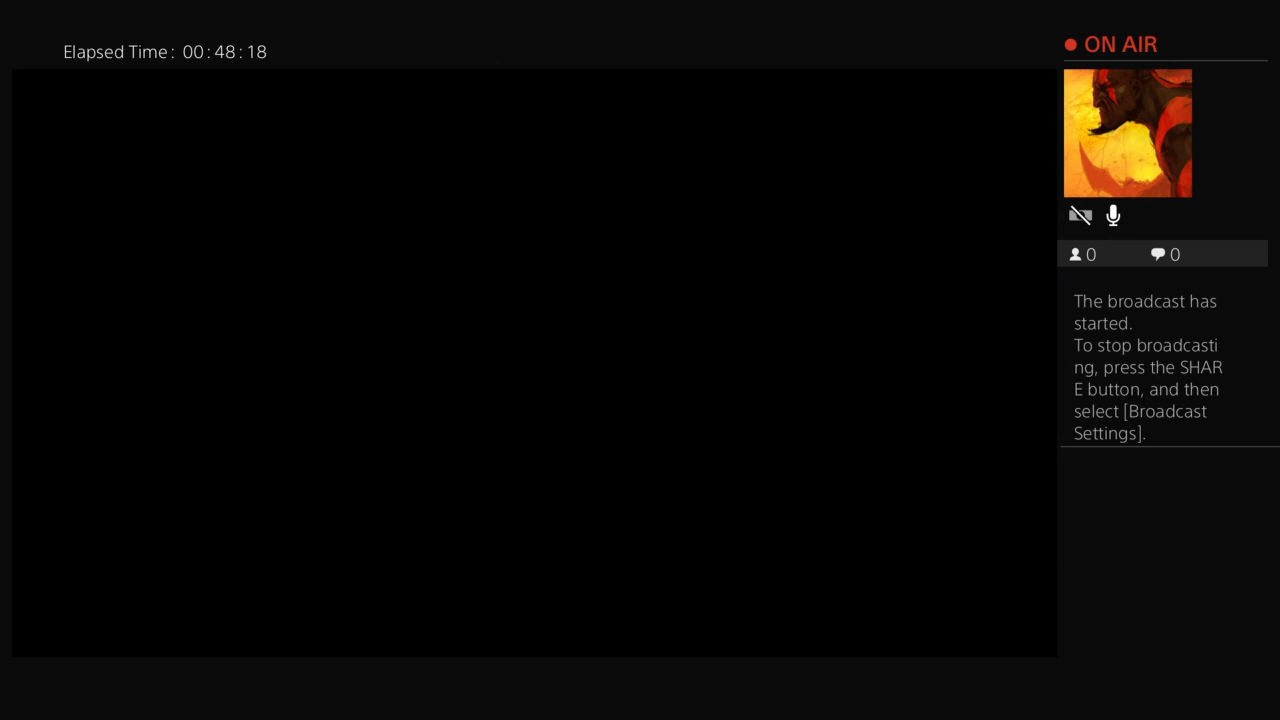 Elapsed Time: 00:48:18
ON AIR
0 0
The broadcast has
started.
To stop broadcasti
ng, press the SHAR
E button, and then
select [Broadcast
Settings].